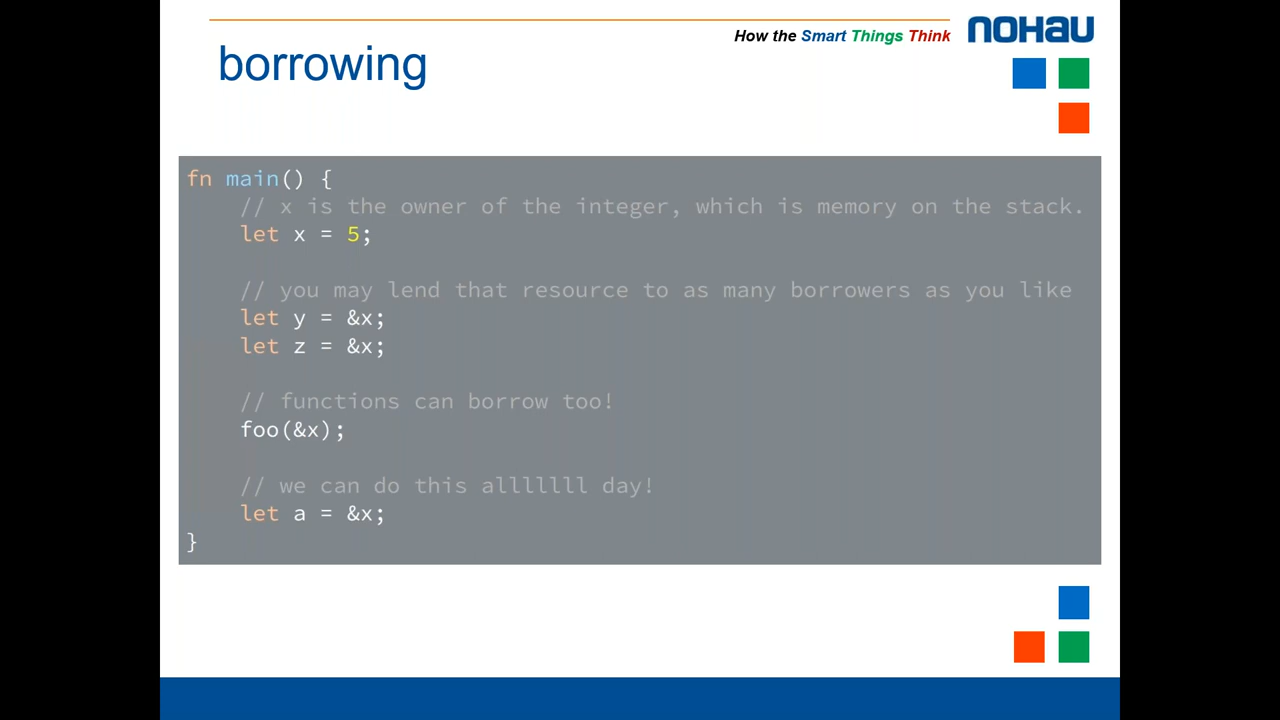 How the Smart Things Think
noHau
borrowing
fn main() {
    // x is the owner of the integer, which is memory on the stack.
    let x = 5;
    // you may lend that resource to as many borrowers as you like
    let y = &x;
    let z = &x;
    // functions can borrow too!
    foo(&x);
    // we can do this alllllll day!
    let a = &x;
}